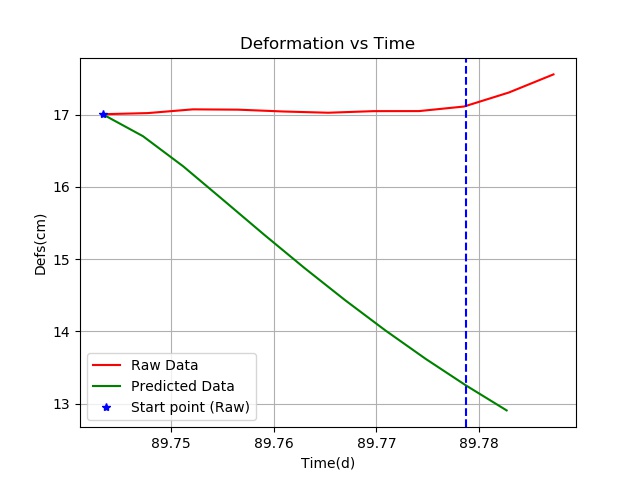 Deformation vs Time
Defs(cm)
17
16
15
14
13
Raw Data
Predicted Data
Start point (Raw)
89.75 89.76 89.77 89.78
Time(d)